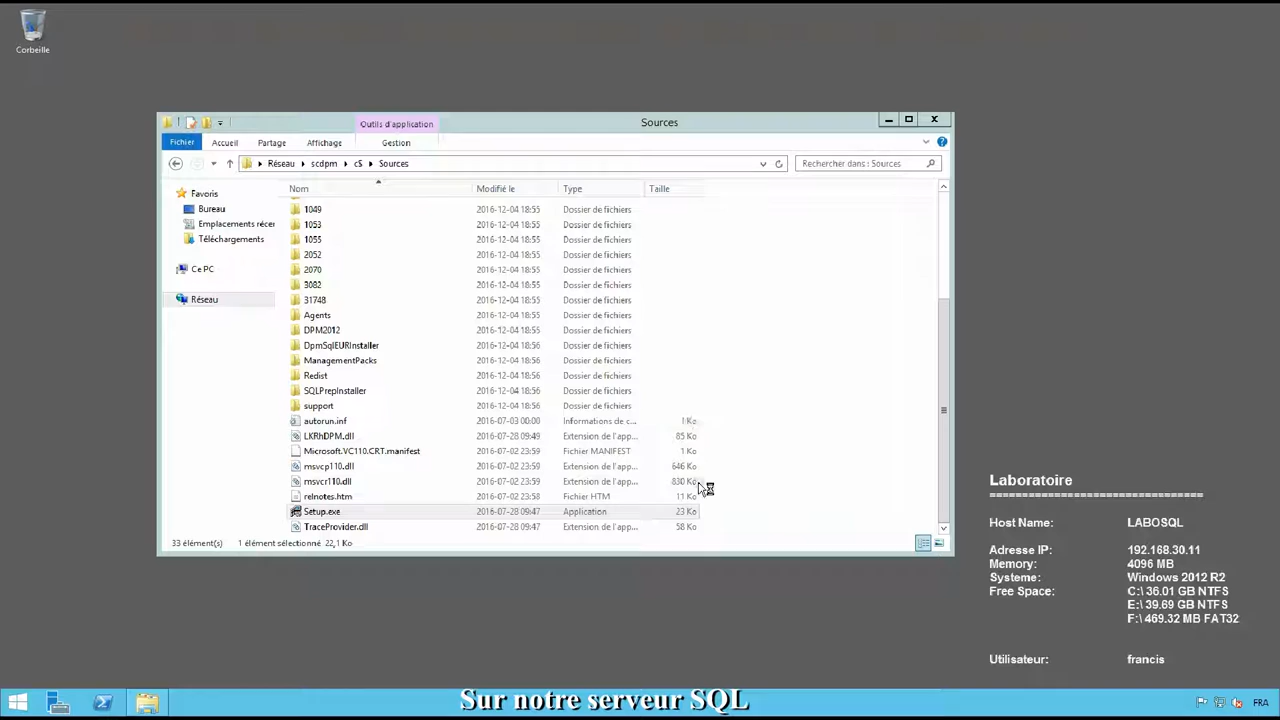 Corbeille
Outils d'application
Sources
Fichier Accueil Partage Affichage Gestion
Réseau scdpm c$ Sources
Rechercher dans : Sources
Nom Modifié le Type Taille
Favoris
Bureau
Emplacements récer
Téléchargements
Ce PC
Réseau
1049 2016-12-04 18:55 Dossier de fichiers
1053 2016-12-04 18:55 Dossier de fichiers
1055 2016-12-04 18:55 Dossier de fichiers
2052 2016-12-04 18:55 Dossier de fichiers
2070 2016-12-04 18:55 Dossier de fichiers
3082 2016-12-04 18:55 Dossier de fichiers
31748 2016-12-04 18:55 Dossier de fichiers
Agents 2016-12-04 18:55 Dossier de fichiers
DPM2012 2016-12-04 18:55 Dossier de fichiers
DpmSqlEURInstaller 2016-12-04 18:56 Dossier de fichiers
ManagementPacks 2016-12-04 18:56 Dossier de fichiers
Redist 2016-12-04 18:56 Dossier de fichiers
SQLPrepInstaller 2016-12-04 18:56 Dossier de fichiers
support 2016-12-04 18:56 Dossier de fichiers
autorun.inf 2016-07-03 00:00 Informations de c... 1 Ko
LKRhDPM.dll 2016-07-28 09:49 Extension de l'app... 85 Ko
Microsoft.VC110.CRT.manifest 2016-07-02 23:59 Fichier MANIFEST 1 Ko
msvcp110.dll 2016-07-02 23:59 Extension de l'app... 646 Ko
msvcr110.dll 2016-07-02 23:59 Extension de l'app... 830 Ko
relnotes.htm 2016-07-02 23:58 Fichier HTM 11 Ko
Setup.exe 2016-07-28 09:47 Application 23 Ko
TraceProvider.dll 2016-07-28 09:47 Extension de l'app... 58 Ko
33 élément(s) 1 élément sélectionné 22,1 Ko
Laboratoire
================================
Host Name: LABOSQL
Adresse IP: 192.168.30.11
Memory: 4096 MB
Systeme: Windows 2012 R2
Free Space: C:\ 36.01 GB NTFS
E:\ 39.69 GB NTFS
F:\ 469.32 MB FAT32
Utilisateur: francis
Sur notre serveur SQL
FRA